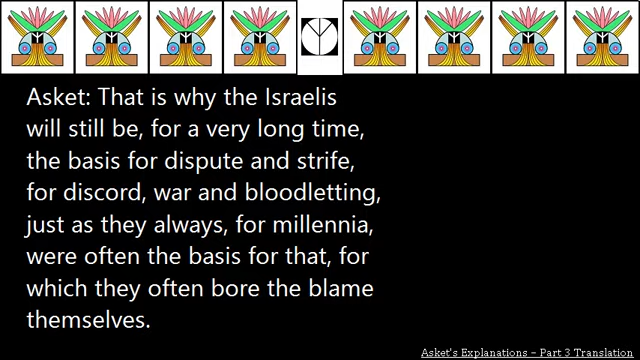 Asket: That is why the Israelis
will still be, for a very long time,
the basis for dispute and strife,
for discord, war and bloodletting,
just as they always, for millennia,
were often the basis for that, for
which they often bore the blame
themselves.
Asket's Explanations – Part 3 Translation